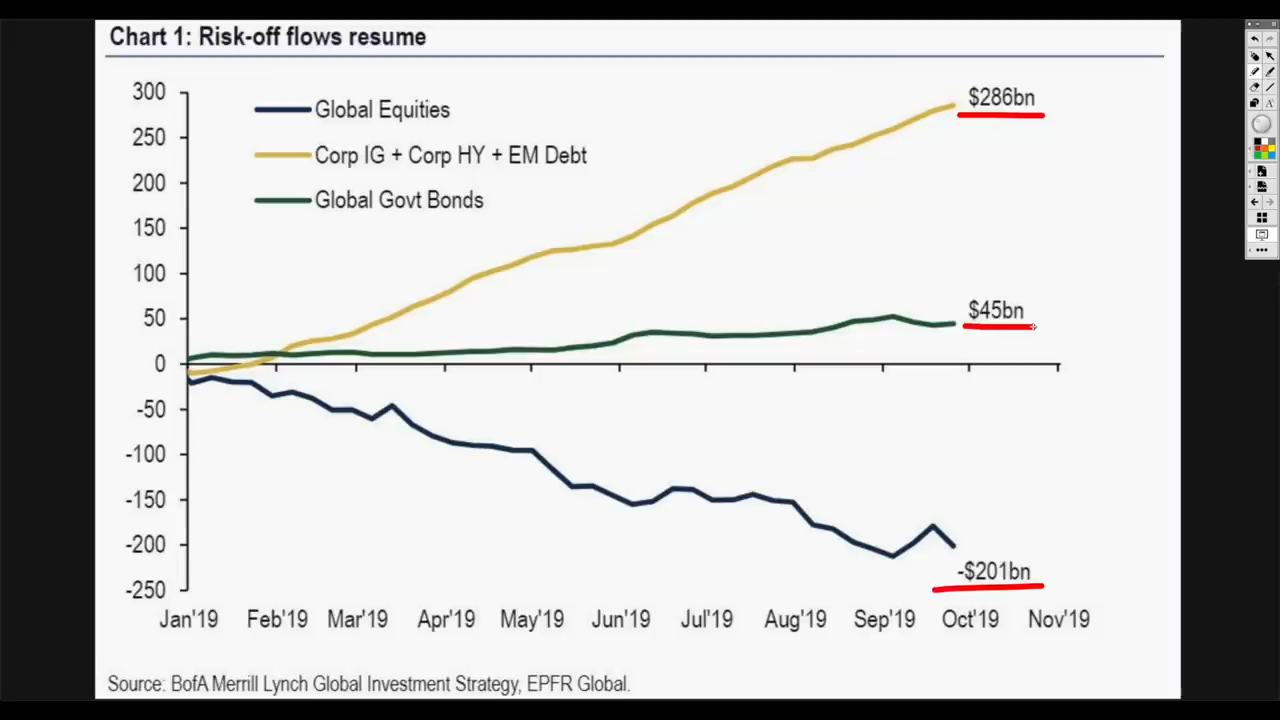 Chart 1: Risk-off flows resume
300
250
200
150
100
50
0
-50
-100
-150
-200
-250
Global Equities
Corp IG + Corp HY + EM Debt
Global Govt Bonds
$286bn
$45bn
-$201bn
Jan'19 Feb'19 Mar'19 Apr'19 May'19 Jun'19 Jul'19 Aug'19 Sep'19 Oct'19 Nov'19
Source: BofA Merrill Lynch Global Investment Strategy, EPFR Global.